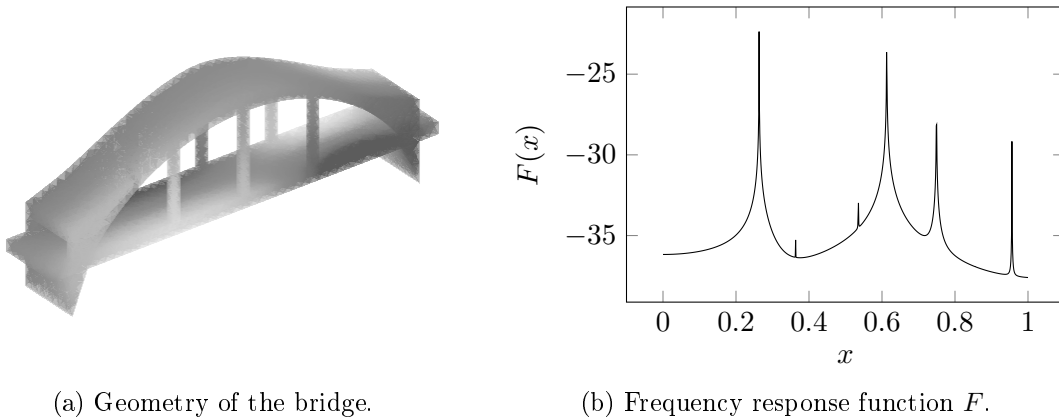 −25
−30
−35
F(x)
0 0.2 0.4 0.6 0.8 1
x
(a) Geometry of the bridge.
(b) Frequency response function F.